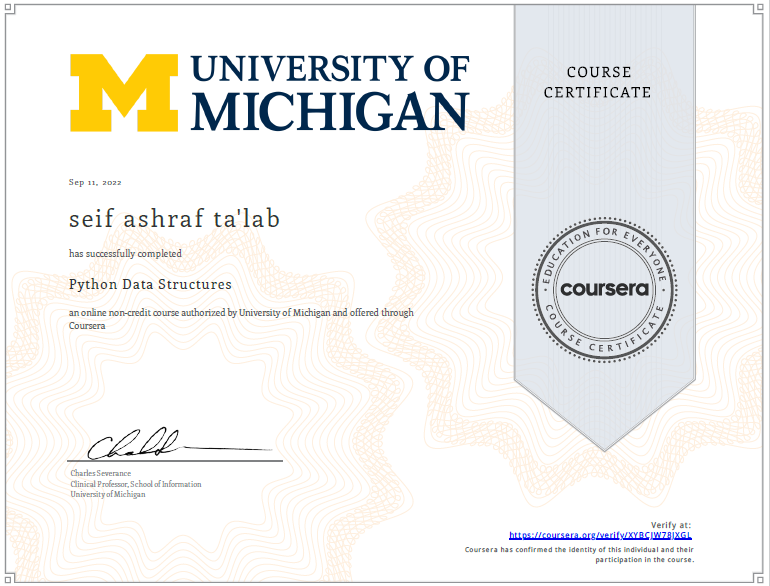 UNIVERSITY OF
MICHIGAN
COURSE
CERTIFICATE
Sep 11, 2022
seif ashraf ta'lab
has successfully completed
Python Data Structures
an online non-credit course authorized by University of Michigan and offered through
Coursera
EDUCATION FOR EVERYONE
coursera
COURSE CERTIFICATE
Charles Severance
Clinical Professor, School of Information
University of Michigan
Verify at:
https://coursera.org/verify/XYBCJW78JXGL
Coursera has confirmed the identity of this individual and their
participation in the course.